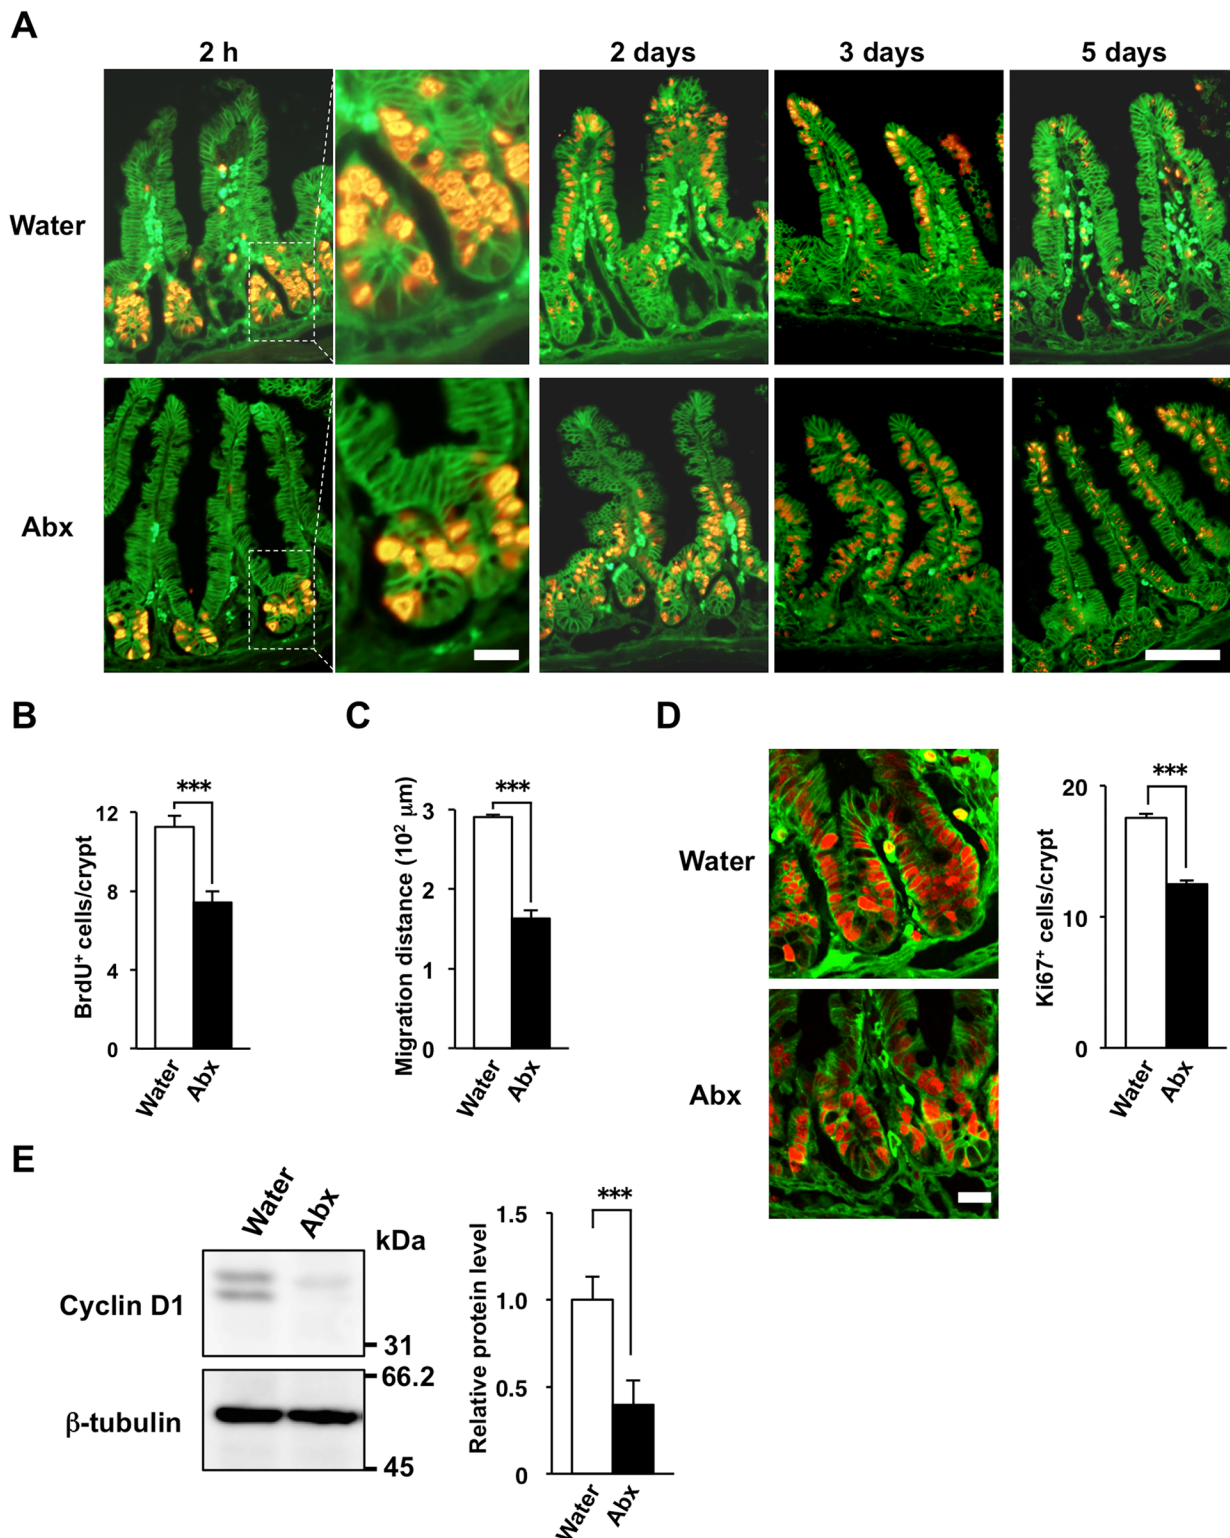 A
2 h
2 days
3 days
5 days
Water
Abx
B
***
12
8
4
0
BrdU⁺ cells/crypt
Water
Abx
C
***
3
2
1
0
Migration distance (10² μm)
Water
Abx
D
Water
Abx
***
20
10
0
Ki67⁺ cells/crypt
Water
Abx
E
Water
Abx
kDa
Cyclin D1
31
66.2
β-tubulin
45
***
1.5
1.0
0.5
0
Relative protein level
Water
Abx